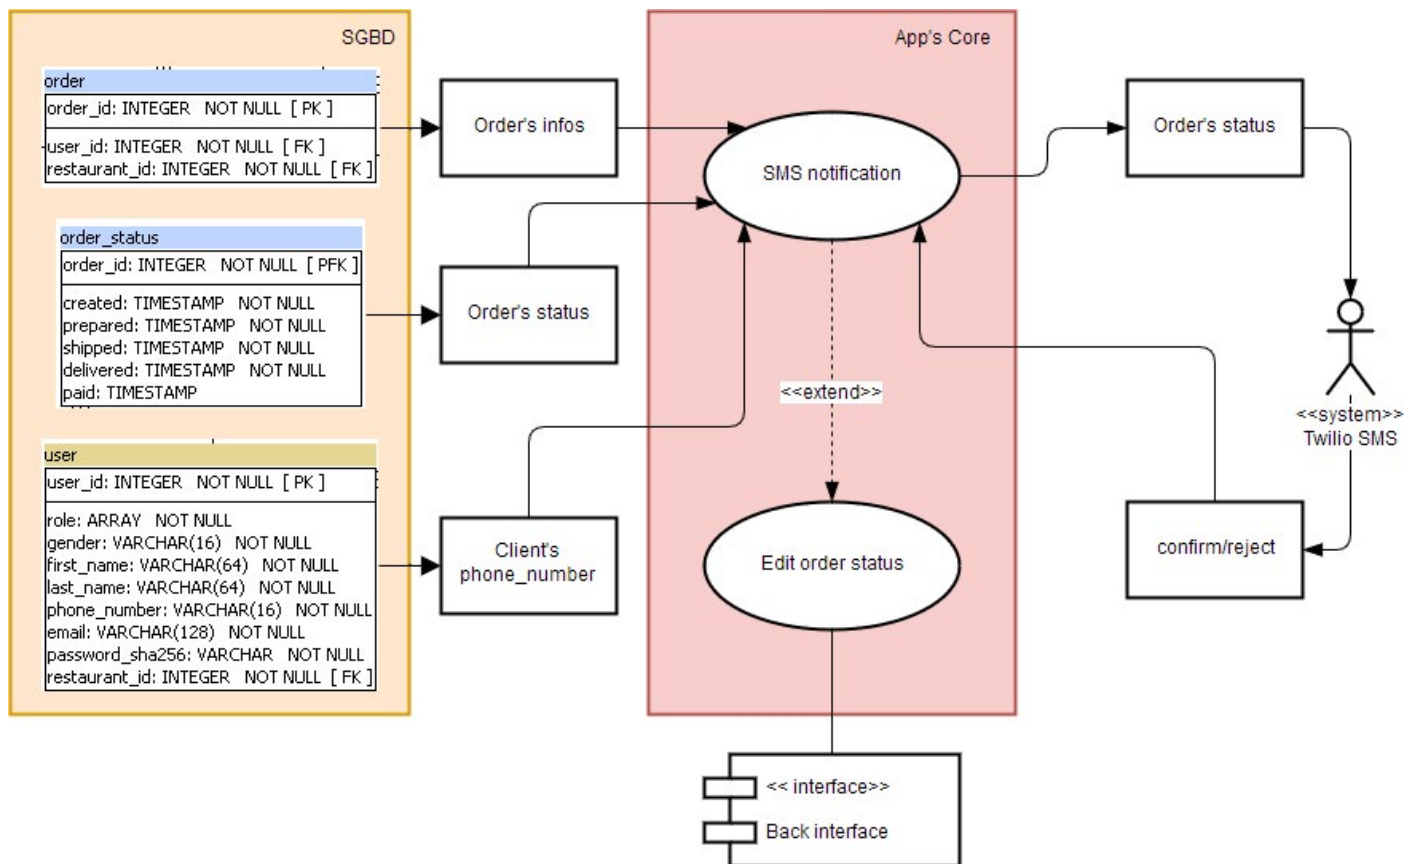 SGBD
order
order_id: INTEGER NOT NULL [ PK ]
user_id: INTEGER NOT NULL [ FK ]
restaurant_id: INTEGER NOT NULL [ FK ]
order_status
order_id: INTEGER NOT NULL [ PFK ]
created: TIMESTAMP NOT NULL
prepared: TIMESTAMP NOT NULL
shipped: TIMESTAMP NOT NULL
delivered: TIMESTAMP NOT NULL
paid: TIMESTAMP
user
user_id: INTEGER NOT NULL [ PK ]
role: ARRAY NOT NULL
gender: VARCHAR(16) NOT NULL
first_name: VARCHAR(64) NOT NULL
last_name: VARCHAR(64) NOT NULL
phone_number: VARCHAR(16) NOT NULL
email: VARCHAR(128) NOT NULL
password_sha256: VARCHAR NOT NULL
restaurant_id: INTEGER NOT NULL [ FK ]
Order's infos
Order's status
Client's
phone_number
App's Core
SMS notification
<<extend>>
Edit order status
<< interface>>
Back interface
Order's status
<<system>>
Twilio SMS
confirm/reject